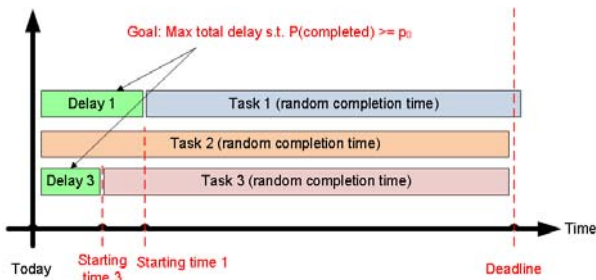 Goal: Max total delay s.t. P(completed) >= p₀
Delay 1
Task 1 (random completion time)
Task 2 (random completion time)
Delay 3
Task 3 (random completion time)
Time
Today
Starting
time 3
Starting time 1
Deadline